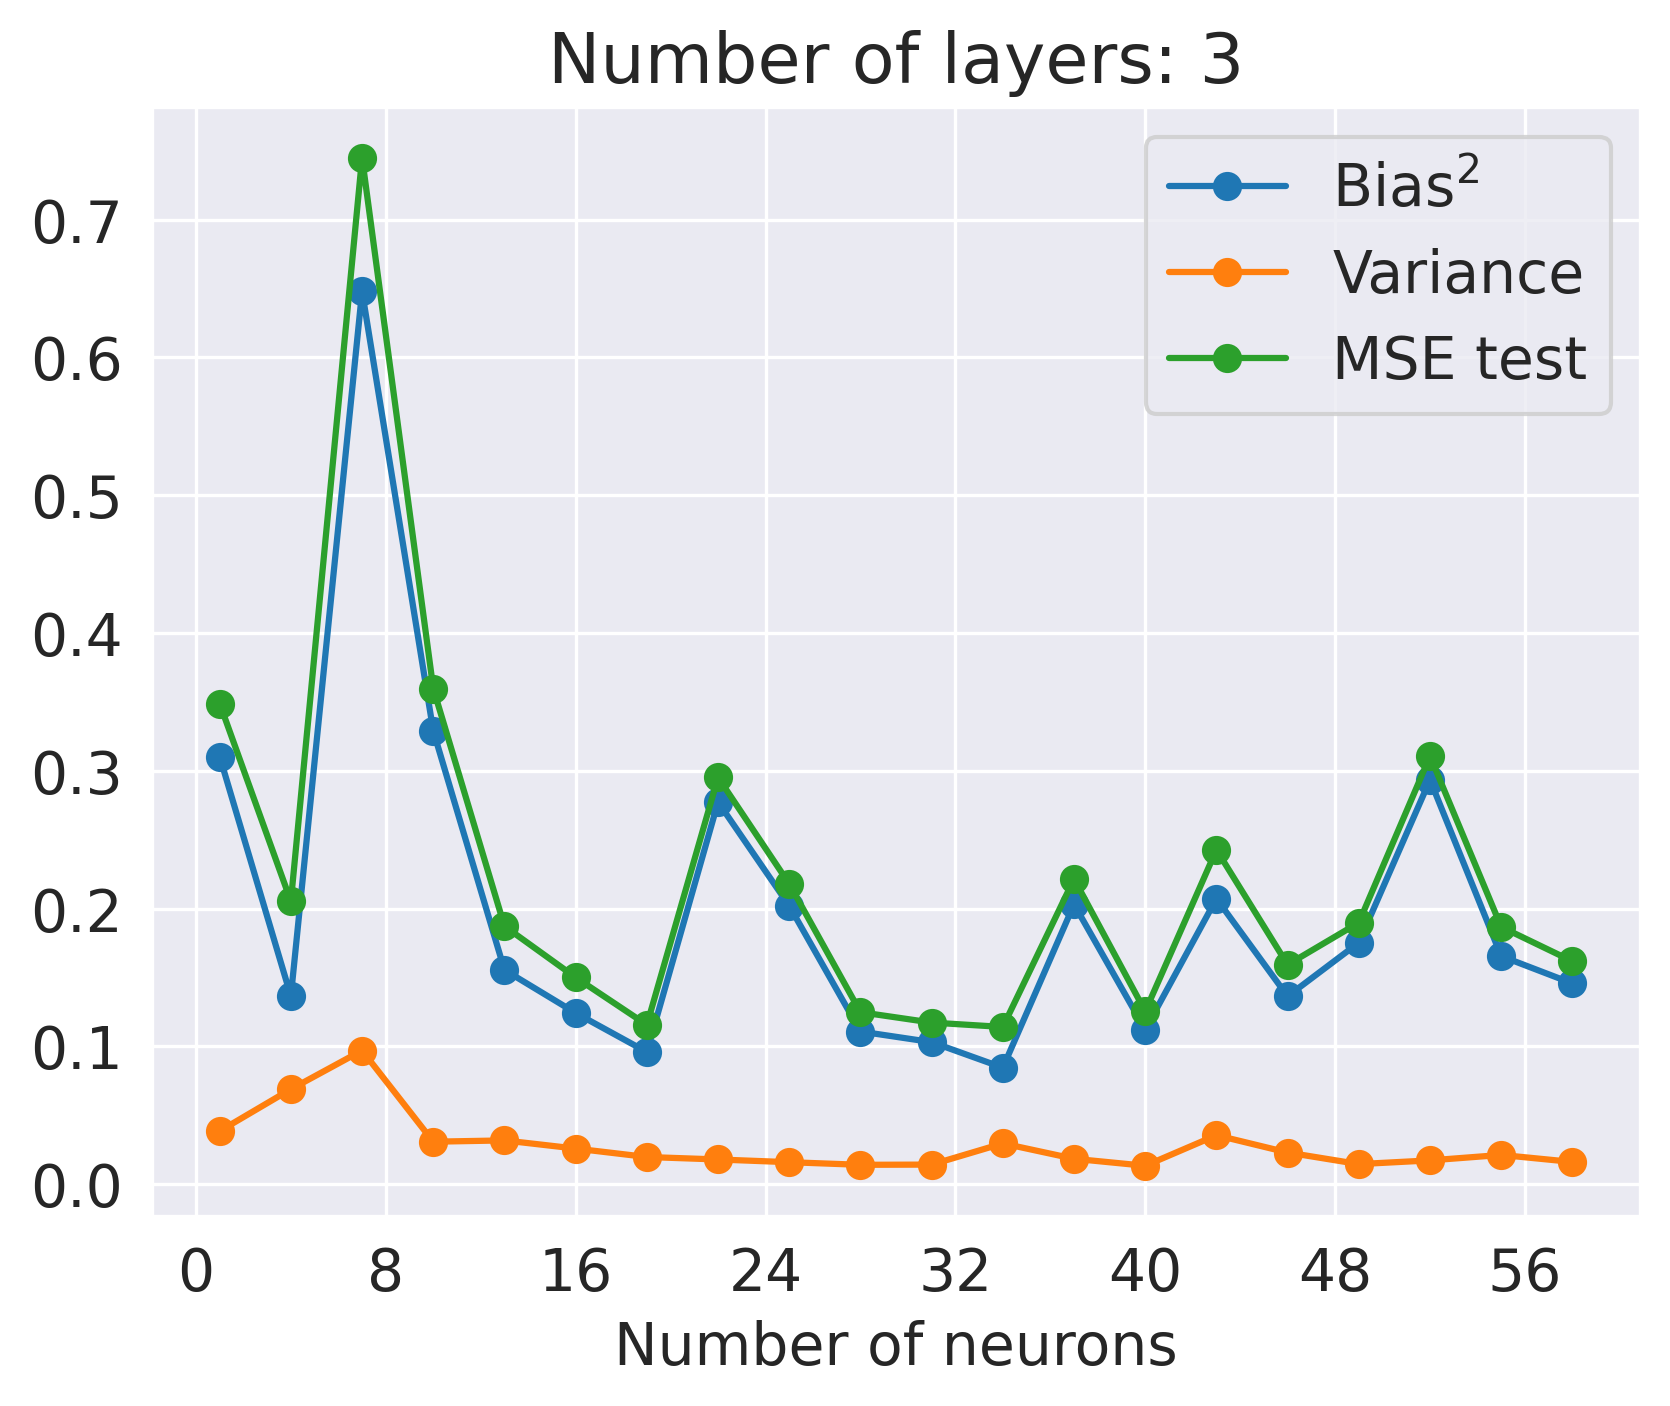 Number of layers: 3
Bias²
Variance
MSE test
0.7
0.6
0.5
0.4
0.3
0.2
0.1
0.0
0 8 16 24 32 40 48 56
Number of neurons